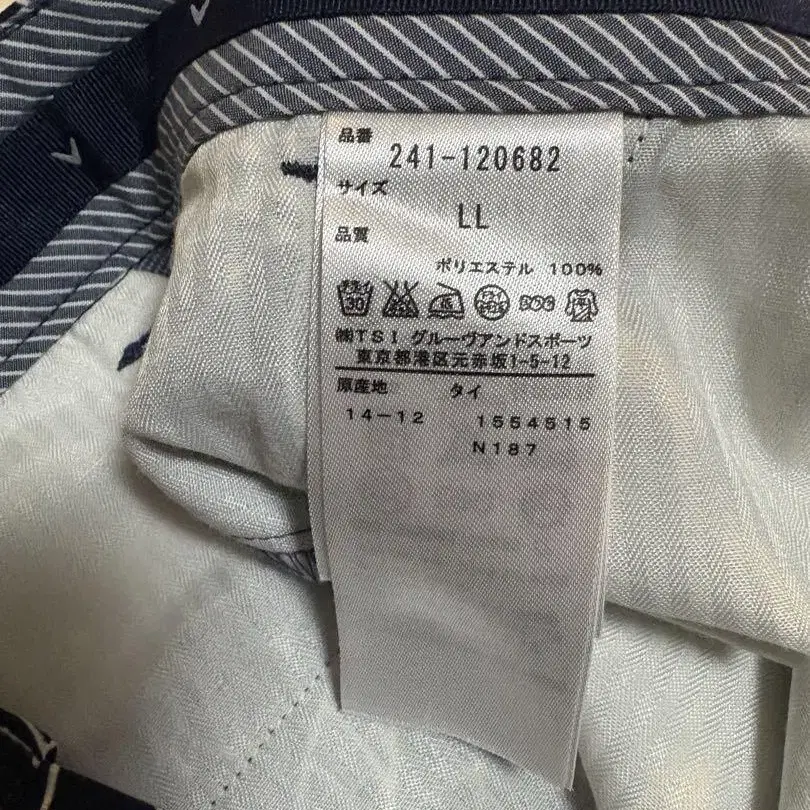 品番
241-120682
サイズ
LL
品質
ポリエステル 100%
30
㈱TSI グルーヴアンドスポーツ
東京都港区元赤坂1-5-12
原産地 タイ
14-12 1554515
N187